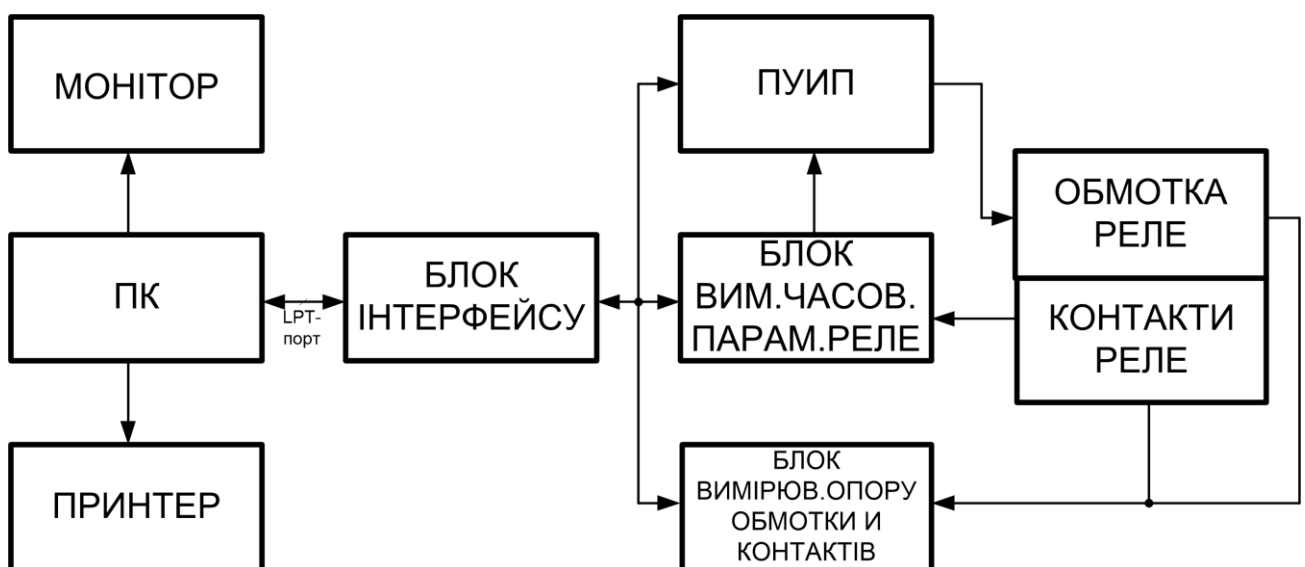 МОНІТОР
ПУИП
ОБМОТКА
РЕЛЕ
ПК
LPT-
порт
БЛОК
ІНТЕРФЕЙСУ
БЛОК
ВИМ.ЧАСОВ.
ПАРАМ.РЕЛЕ
КОНТАКТИ
РЕЛЕ
ПРИНТЕР
БЛОК
ВИМІРЮВ.ОПОРУ
ОБМОТКИ И
КОНТАКТІВ